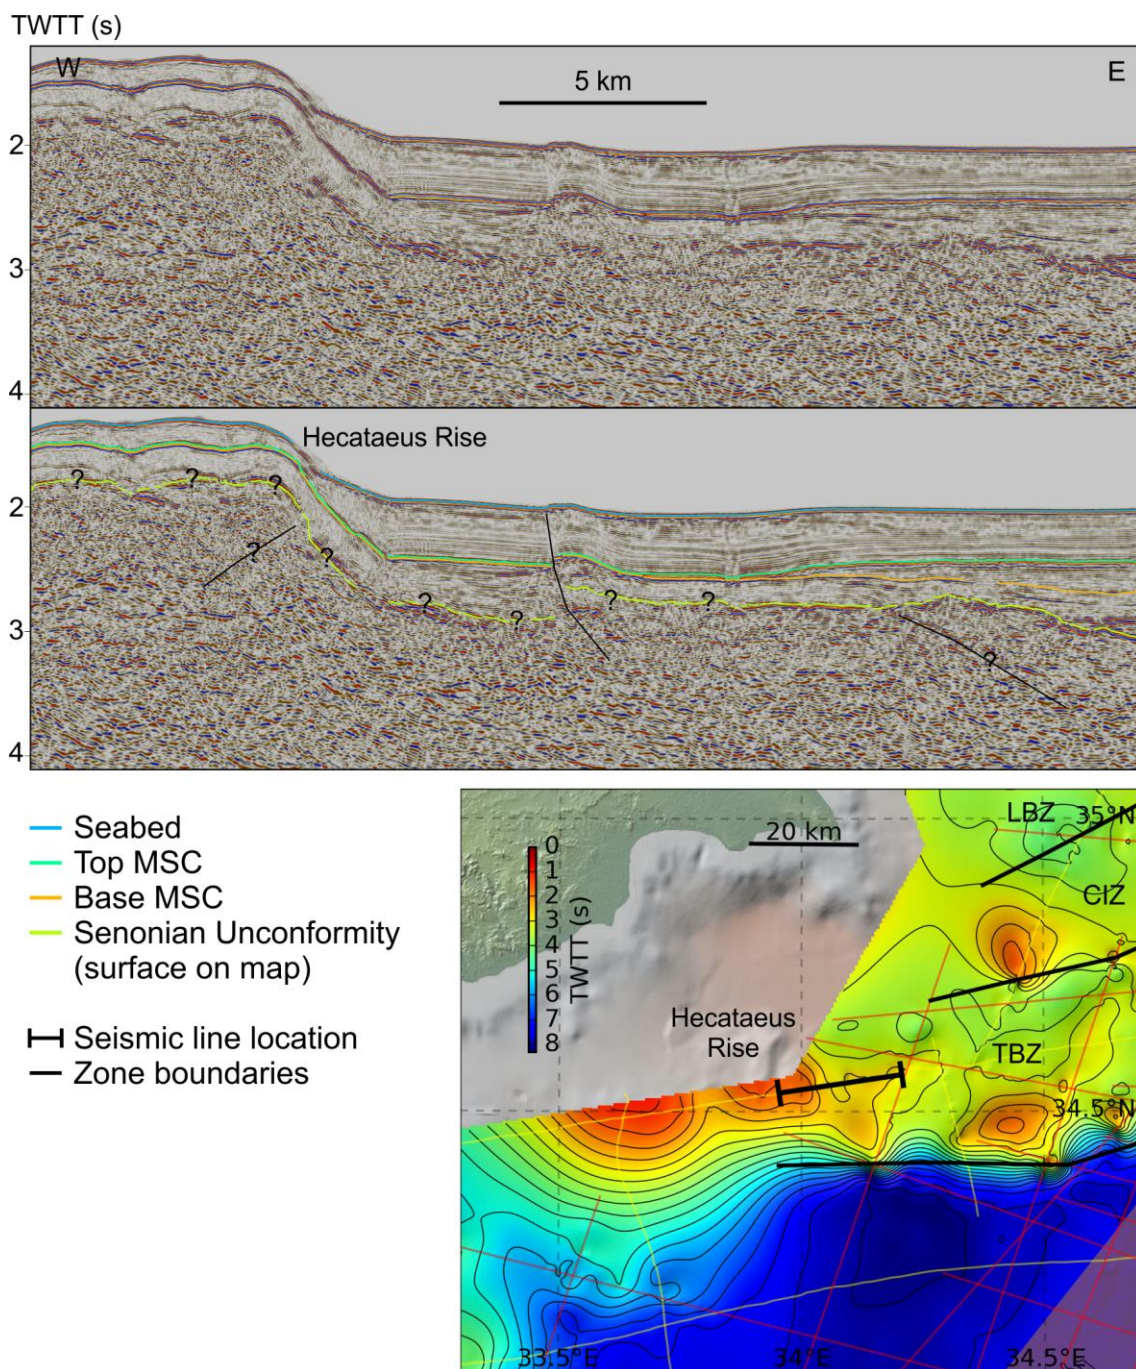 TWTT (s)
W
E
5 km
2
3
4
Hecataeus Rise
?
?
?
?
?
?
?
?
?
?
2
3
4
Seabed
Top MSC
Base MSC
Senonian Unconformity
(surface on map)
Seismic line location
Zone boundaries
LBZ
35°N
20 km
0
1
2
3
4
5
6
7
8
TWTT (s)
CIZ
Hecataeus
Rise
TBZ
34.5°N
33.5°E
34°E
34.5°E